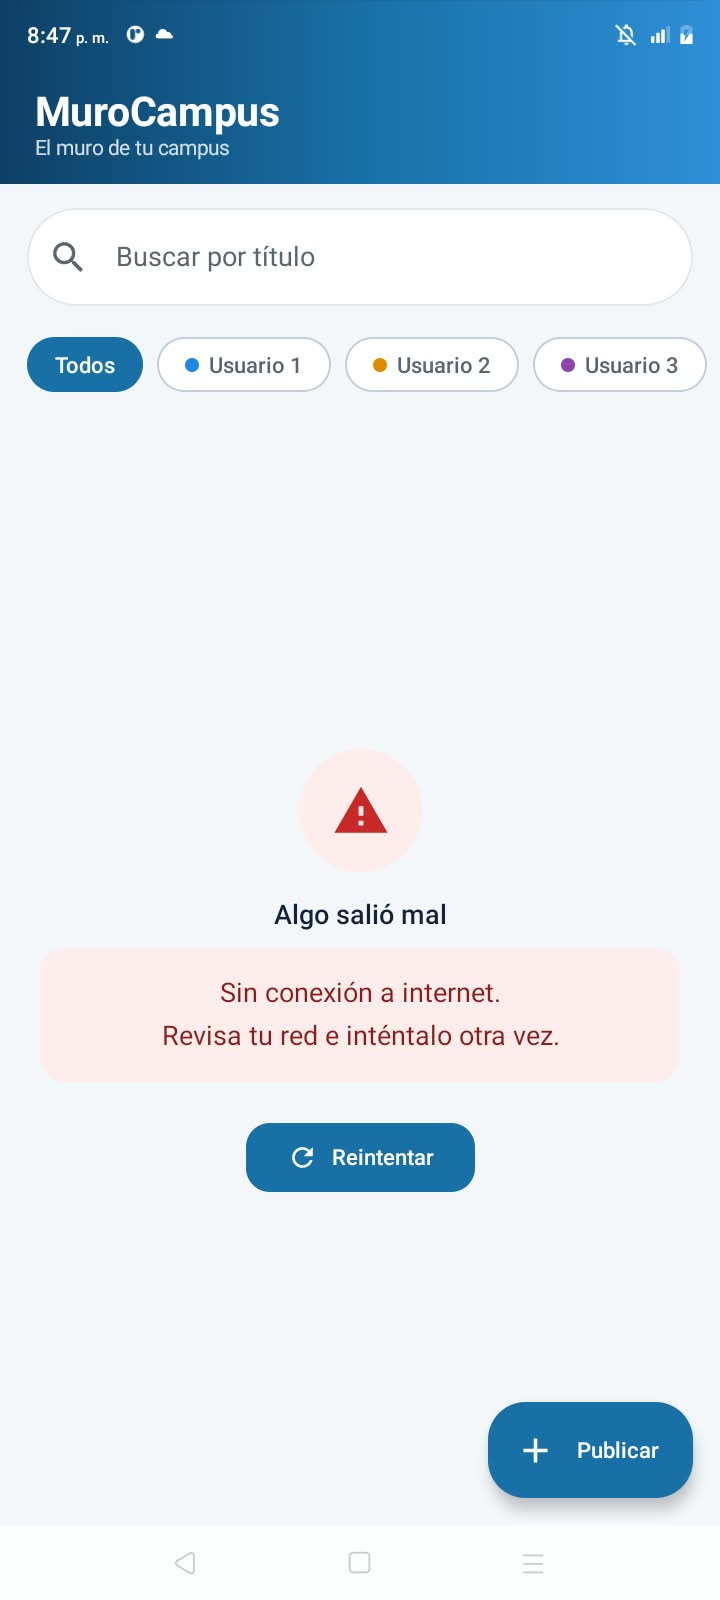 8:47 p. m.
MuroCampus
El muro de tu campus
Buscar por título
Todos
Usuario 1
Usuario 2
Usuario 3
Algo salió mal
Sin conexión a internet.
Revisa tu red e inténtalo otra vez.
Reintentar
Publicar